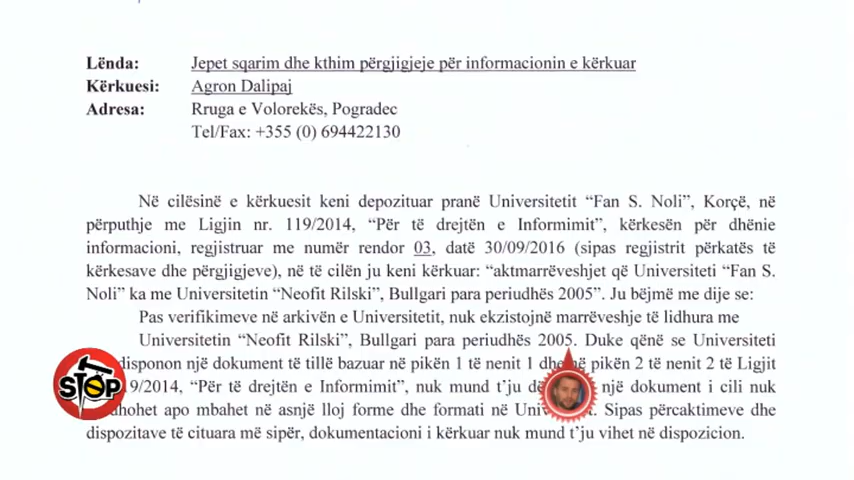 Lënda: Jepet sqarim dhe kthim përgjigjeje për informacionin e kërkuar
Kërkuesi: Agron Dalipaj
Adresa: Rruga e Volorekës, Pogradec
Tel/Fax: +355 (0) 694422130
Në cilësinë e kërkuesit keni depozituar pranë Universitetit “Fan S. Noli”, Korçë, në
përputhje me Ligjin nr. 119/2014, “Për të drejtën e Informimit”, kërkesën për dhënie
informacioni, regjistruar me numër rendor 03, datë 30/09/2016 (sipas regjistrit përkatës të
kërkesave dhe përgjigjeve), në të cilën ju keni kërkuar: “aktmarrëveshjet që Universiteti “Fan S.
Noli” ka me Universitetin “Neofit Rilski”, Bullgari para periudhës 2005”. Ju bëjmë me dije se:
Pas verifikimeve në arkivën e Universitetit, nuk ekzistojnë marrëveshje të lidhura me
Universitetin “Neofit Rilski”, Bullgari para periudhës 2005. Duke qënë se Universiteti
disponon një dokument të tillë bazuar në pikën 1 të nenit 1 dhe në pikën 2 të nenit 2 të Ligjit
9/2014, “Për të drejtën e Informimit”, nuk mund t’ju një dokument i cili nuk
apo mbahet në asnjë lloj forme dhe formati në Sipas përcaktimeve dhe
dispozitave të cituara më sipër, dokumentacioni i kërkuar nuk mund t’ju vihet në dispozicion.
STOP